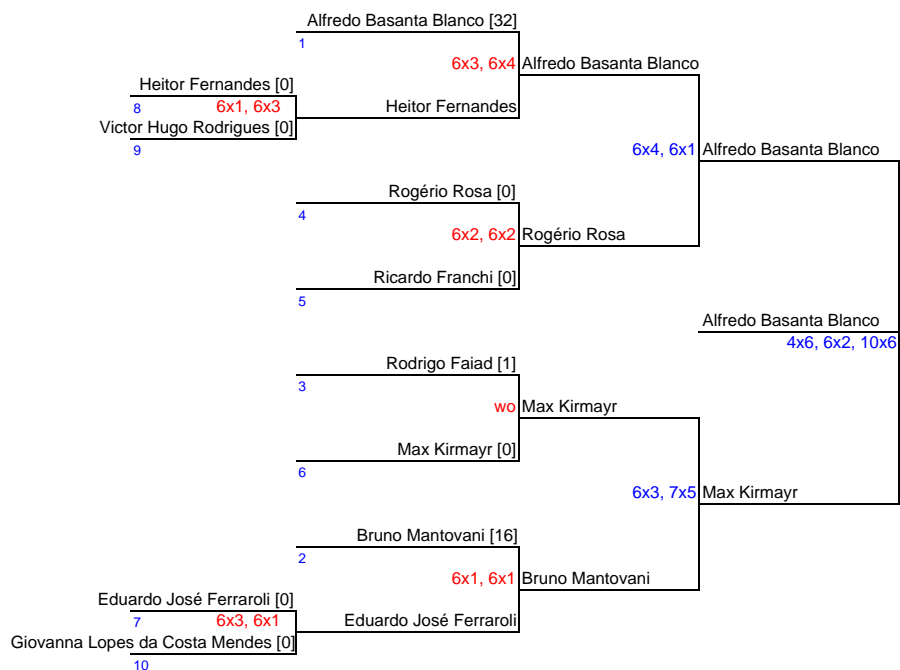 Alfredo Basanta Blanco [32]
1
6x3, 6x4 Alfredo Basanta Blanco
Heitor Fernandes [0]
8 6x1, 6x3 Heitor Fernandes
Victor Hugo Rodrigues [0]
9
6x4, 6x1 Alfredo Basanta Blanco
Rogério Rosa [0]
4
6x2, 6x2 Rogério Rosa
Ricardo Franchi [0]
5
Alfredo Basanta Blanco
4x6, 6x2, 10x6
Rodrigo Faiad [1]
3
wo Max Kirmayr
Max Kirmayr [0]
6
6x3, 7x5 Max Kirmayr
Bruno Mantovani [16]
2
6x1, 6x1 Bruno Mantovani
Eduardo José Ferraroli [0]
7 6x3, 6x1 Eduardo José Ferraroli
Giovanna Lopes da Costa Mendes [0]
10